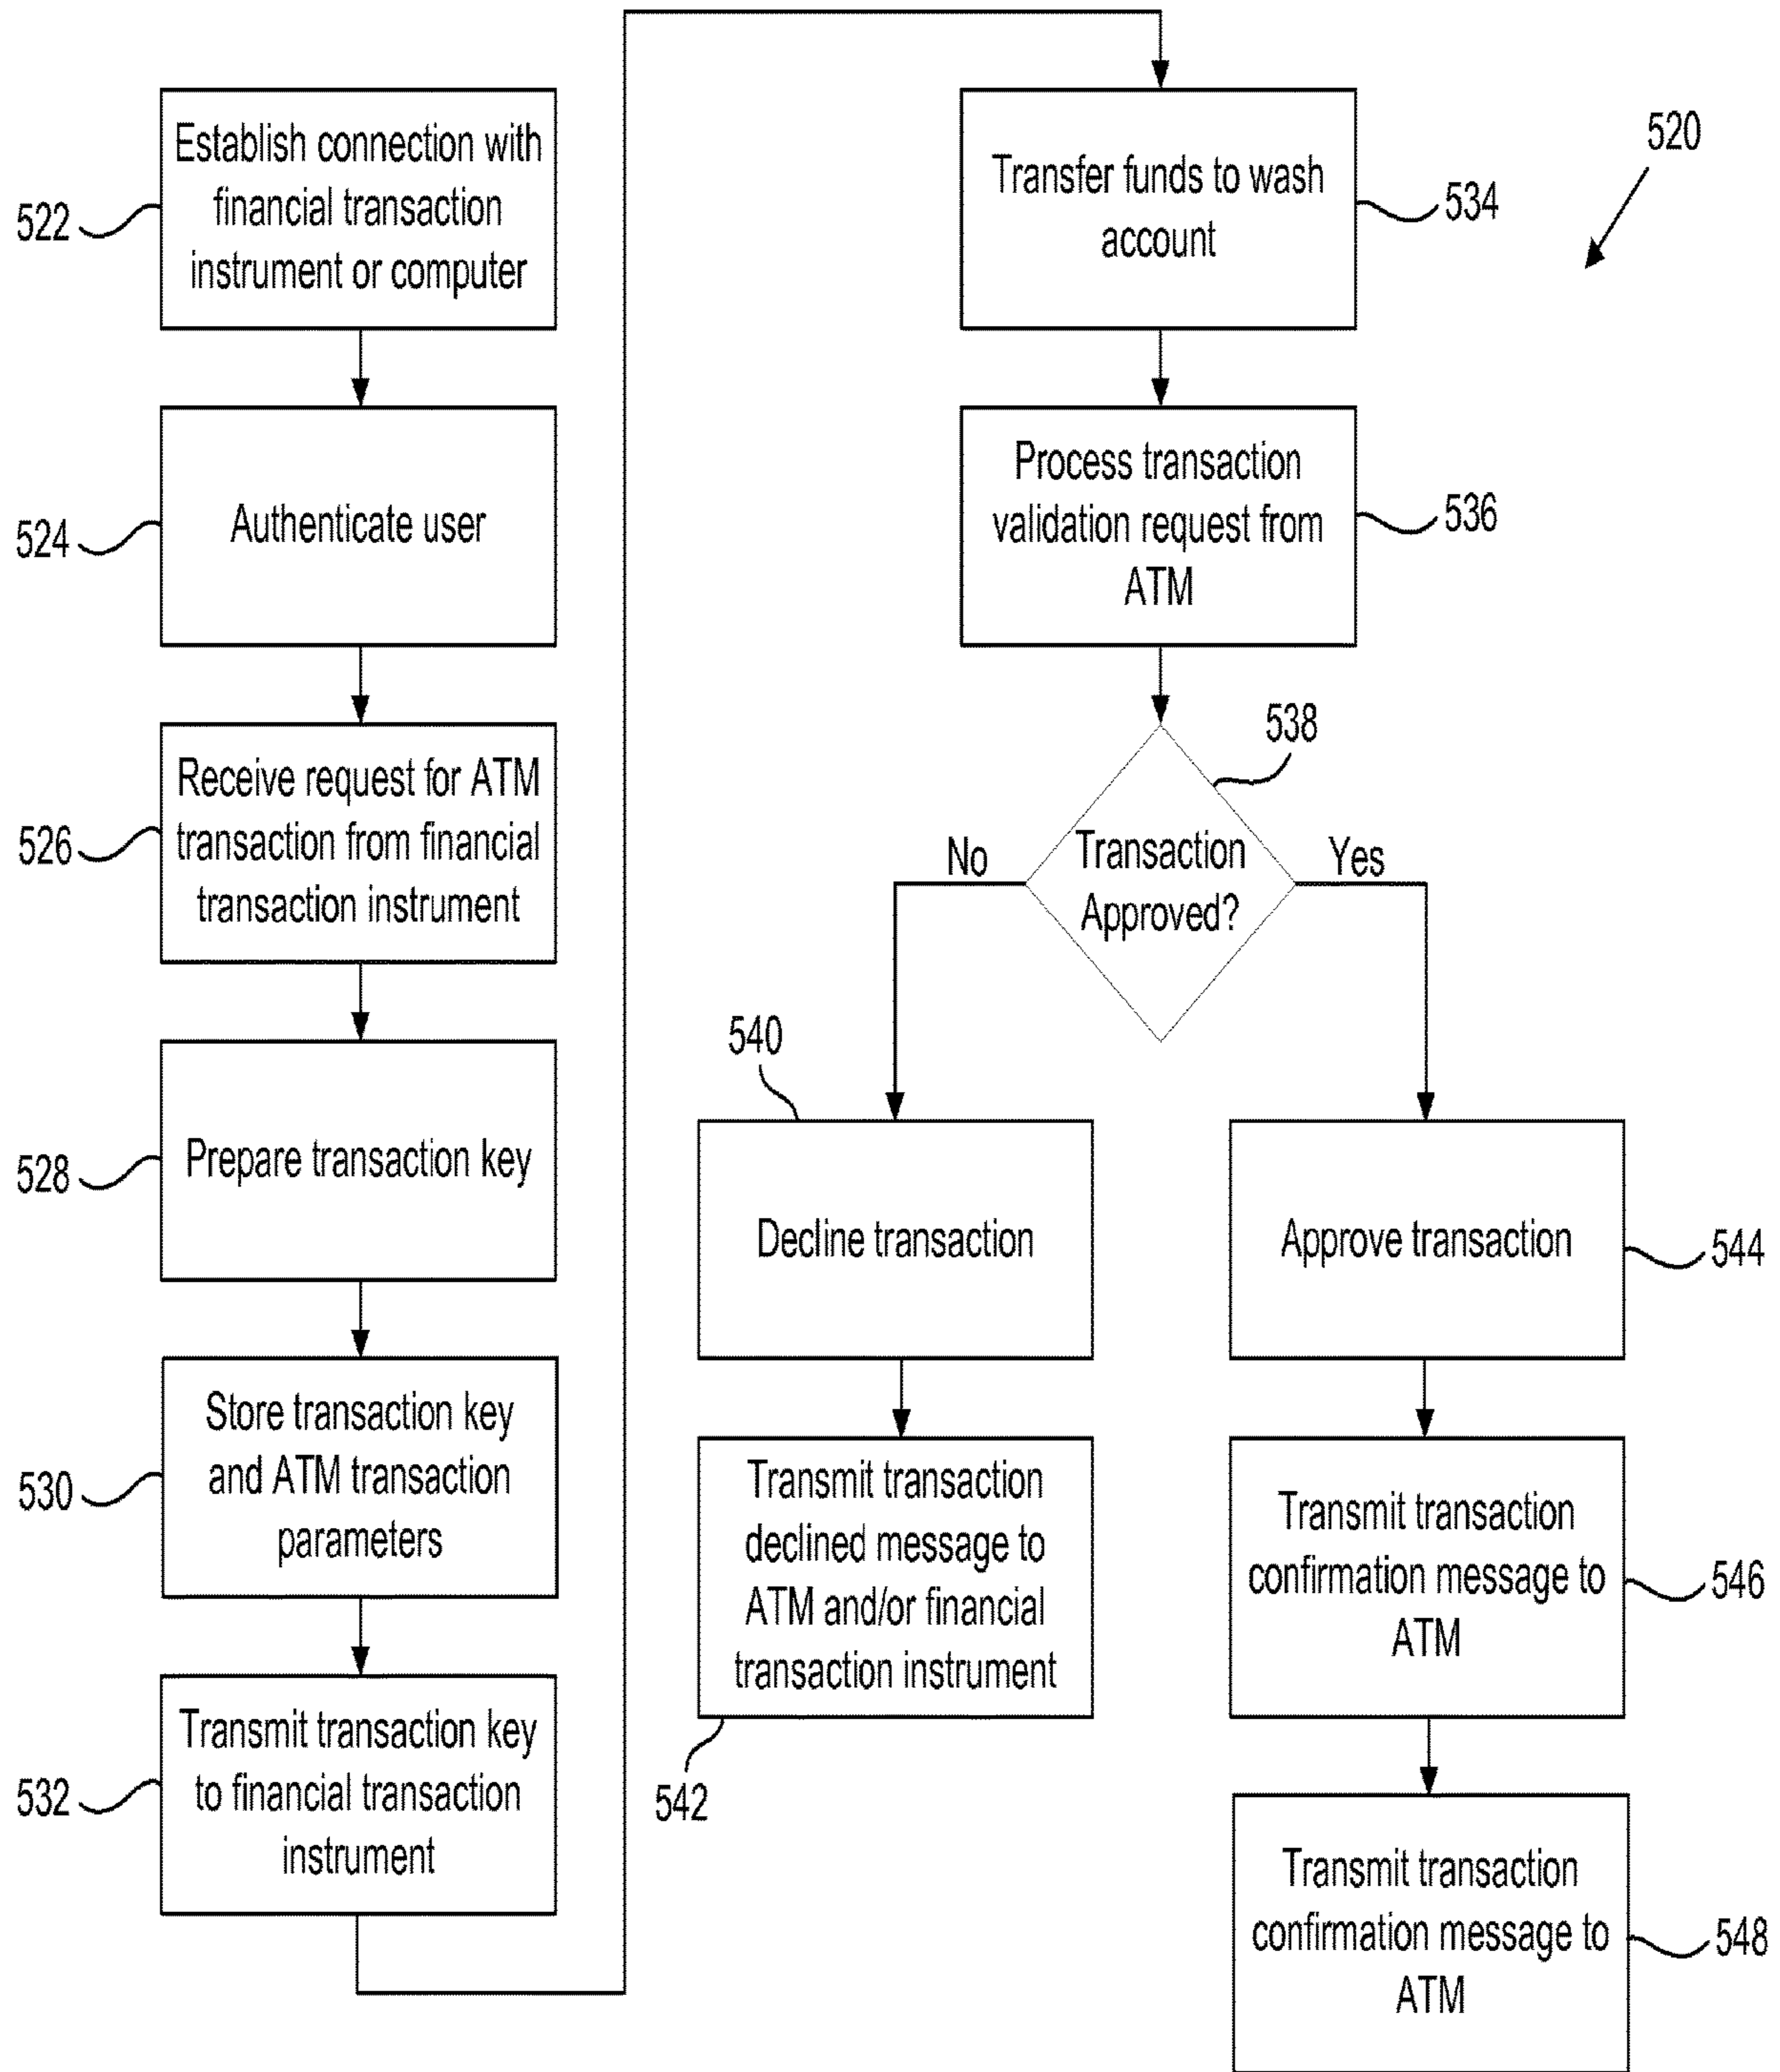 522
Establish connection with
financial transaction
instrument or computer
524
Authenticate user
526
Receive request for ATM
transaction from financial
transaction instrument
528
Prepare transaction key
530
Store transaction key
and ATM transaction
parameters
532
Transmit transaction key
to financial transaction
instrument
520
Transfer funds to wash
account
534
Process transaction
validation request from
ATM
536
538
Transaction
Approved?
No
Yes
540
Decline transaction
Transmit transaction
declined message to
ATM and/or financial
transaction instrument
542
Approve transaction
544
Transmit transaction
confirmation message to
ATM
546
Transmit transaction
confirmation message to
ATM
548